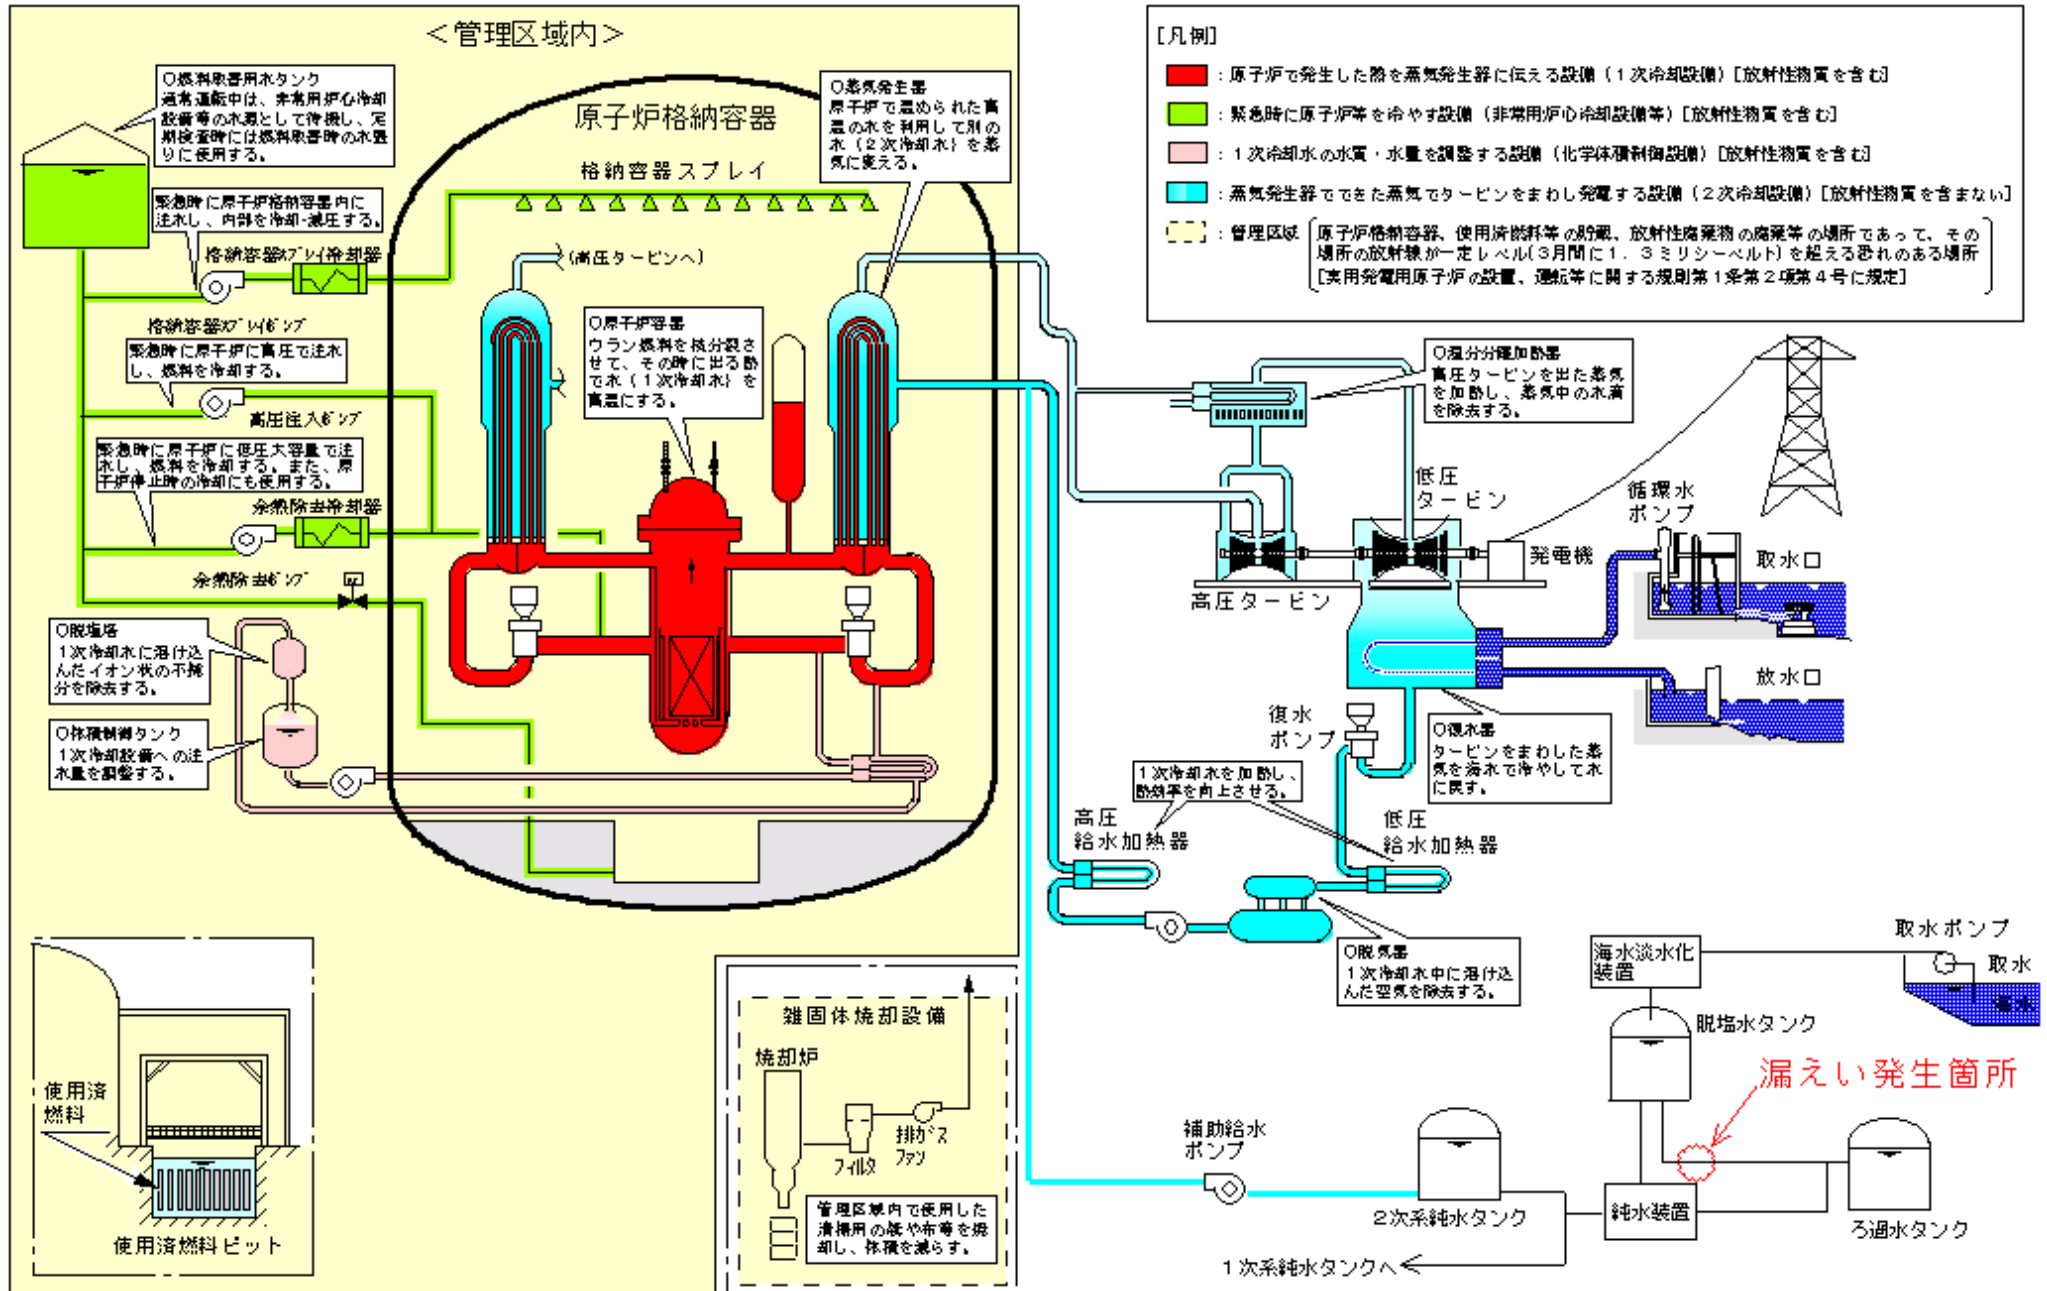 ＜管理区域内＞
○燃料取替用水タンク
通常運転中は、非常用炉心冷却
設備等の水源として待機し、定
期検査時には燃料取替時の水張
りに使用する。
緊急時に原子炉格納容器内に
注水し、内部を冷却・減圧する。
格納容器ｽﾌﾟﾚｲ冷却器
格納容器ｽﾌﾟﾚｲﾎﾟﾝﾌﾟ
緊急時に原子炉に高圧で注水
し、燃料を冷却する。
高圧注入ﾎﾟﾝﾌﾟ
緊急時に原子炉に低圧大容量で注
水し、燃料を冷却する。また、原
子炉停止時の冷却にも使用する。
余熱除去冷却器
余熱除去ﾎﾟﾝﾌﾟ
○脱塩塔
１次冷却水に溶け込
んだイオン状の不純
分を除去する。
○体積制御タンク
１次冷却設備への注
水量を調整する。
原子炉格納容器
格納容器スプレイ
○蒸気発生器
原子炉で温められた高
温の水を利用して別の
水（２次冷却水）を蒸
気に変える。
（高圧タービンへ）
○原子炉容器
ウラン燃料を核分裂さ
せて、その時に出る熱
で水（１次冷却水）を
高温にする。
使用済
燃料
使用済燃料ピット
雑固体焼却設備
焼却炉
フィルタ
排ｶﾞｽ
ファン
管理区域内で使用した
清掃用の紙や布等を焼
却し、体積を減らす。
［凡例］
：原子炉で発生した熱を蒸気発生器に伝える設備（１次冷却設備）［放射性物質を含む］
：緊急時に原子炉等を冷やす設備（非常用炉心冷却設備等）［放射性物質を含む］
：１次冷却水の水質・水量を調整する設備（化学体積制御設備）［放射性物質を含む］
：蒸気発生器でできた蒸気でタービンをまわし発電する設備（２次冷却設備）［放射性物質を含まない］
：管理区域 原子炉格納容器、使用済燃料等の貯蔵、放射性廃棄物の廃棄等の場所であって、その
場所の放射線が一定レベル（３月間に１．３ミリシーベルト）を超える恐れのある場所
［実用発電用原子炉の設置、運転等に関する規則第１条第２項第４号に規定］
○湿分分離加熱器
高圧タービンを出た蒸気
を加熱し、蒸気中の水滴
を除去する。
低圧
タービン
高圧タービン
発電機
循環水
ポンプ
取水口
放水口
復水
ポンプ
○復水器
タービンをまわした蒸
気を海水で冷やして水
に戻す。
１次冷却水を加熱し、
熱効率を向上させる。
高圧
給水加熱器
低圧
給水加熱器
○脱気器
１次冷却水中に溶け込
んだ空気を除去する。
取水ポンプ
取水
海水
海水淡水化
装置
脱塩水タンク
漏えい発生箇所
補助給水
ポンプ
２次系純水タンク
純水装置
ろ過水タンク
１次系純水タンクへ